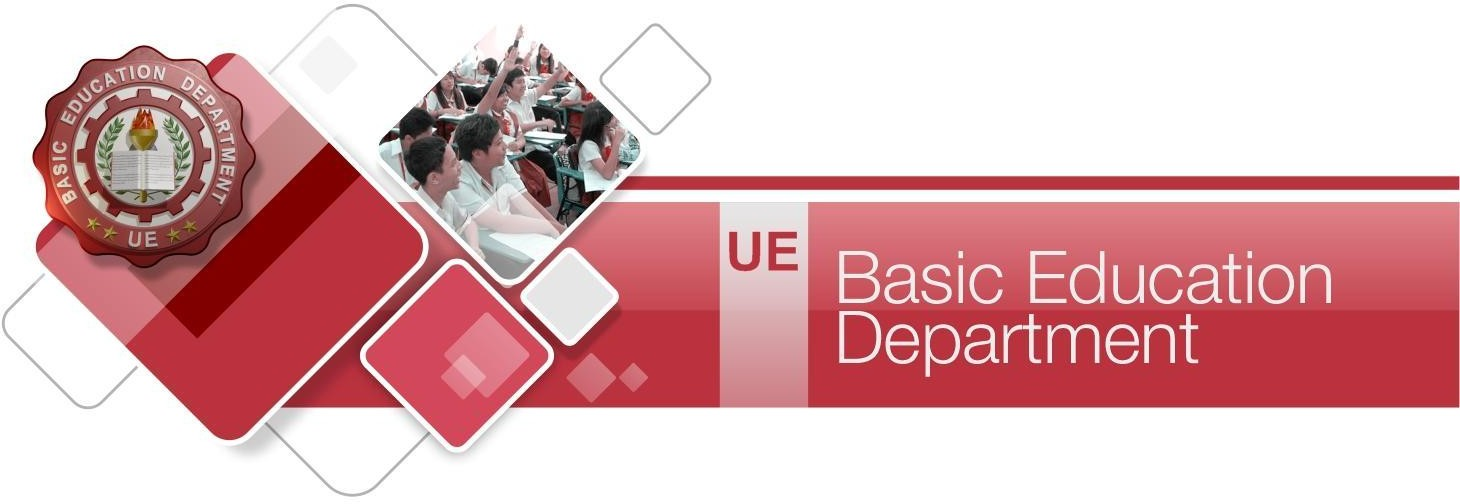 BASIC EDUCATION DEPARTMENT
UE
UE
Basic Education
Department